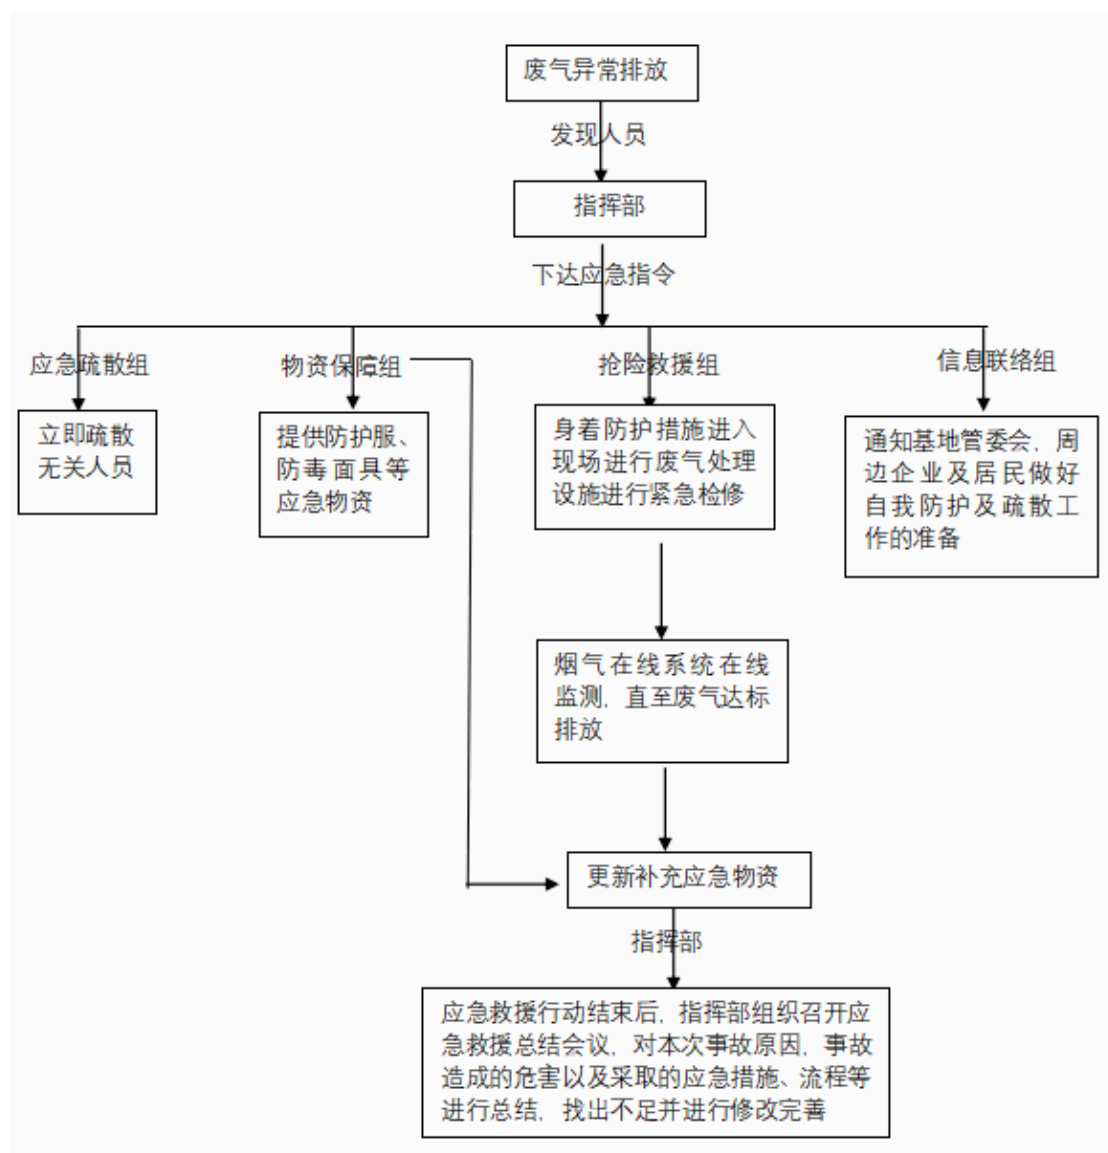 废气异常排放
发现人员
指挥部
下达应急指令
应急疏散组
物资保障组
抢险救援组
信息联络组
立即疏散
无关人员
提供防护服、
防毒面具等
应急物资
身着防护措施进入
现场进行废气处理
设施进行紧急检修
通知基地管委会，周
边企业及居民做好
自我防护及疏散工
作的准备
烟气在线系统在线
监测，直至废气达标
排放
更新补充应急物资
指挥部
应急救援行动结束后，指挥部组织召开应
急救援总结会议，对本次事故原因，事故
造成的危害以及采取的应急措施、流程等
进行总结，找出不足并进行修改完善